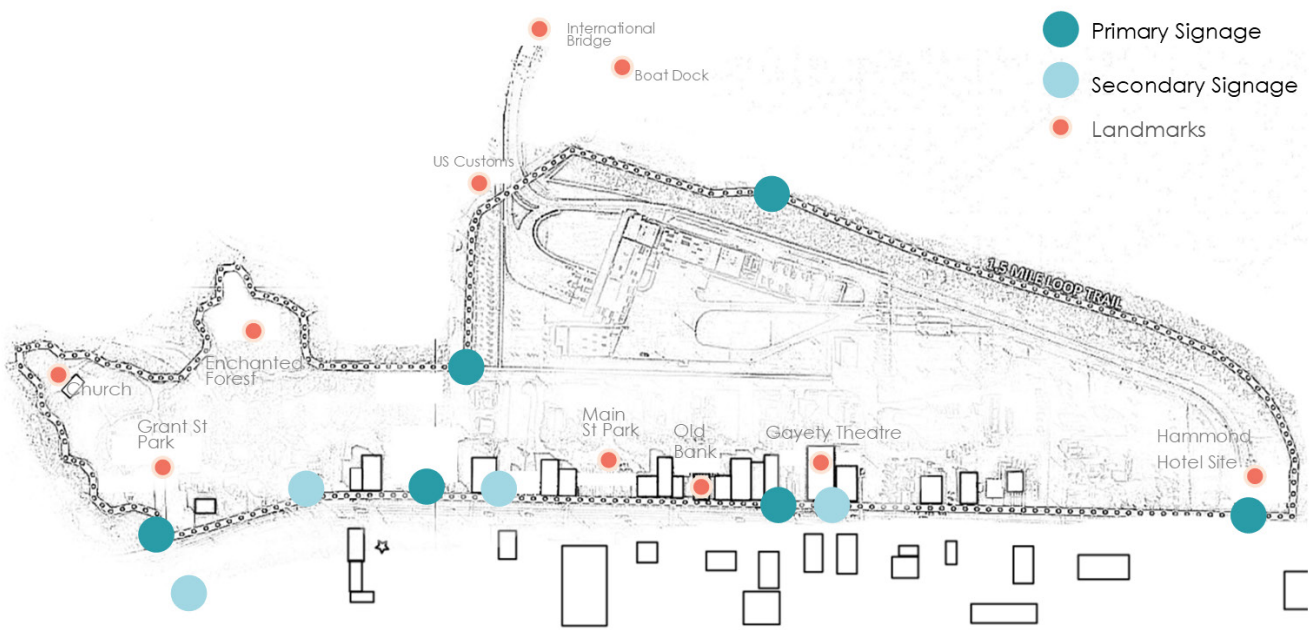 International
Bridge
Boat Dock
Primary Signage
Secondary Signage
Landmarks
US Customs
1.5 MILE LOOP TRAIL
Enchanted
Forest
Church
Grant St
Park
Main
St Park
Old
Bank
Gayety Theatre
Hammond
Hotel Site